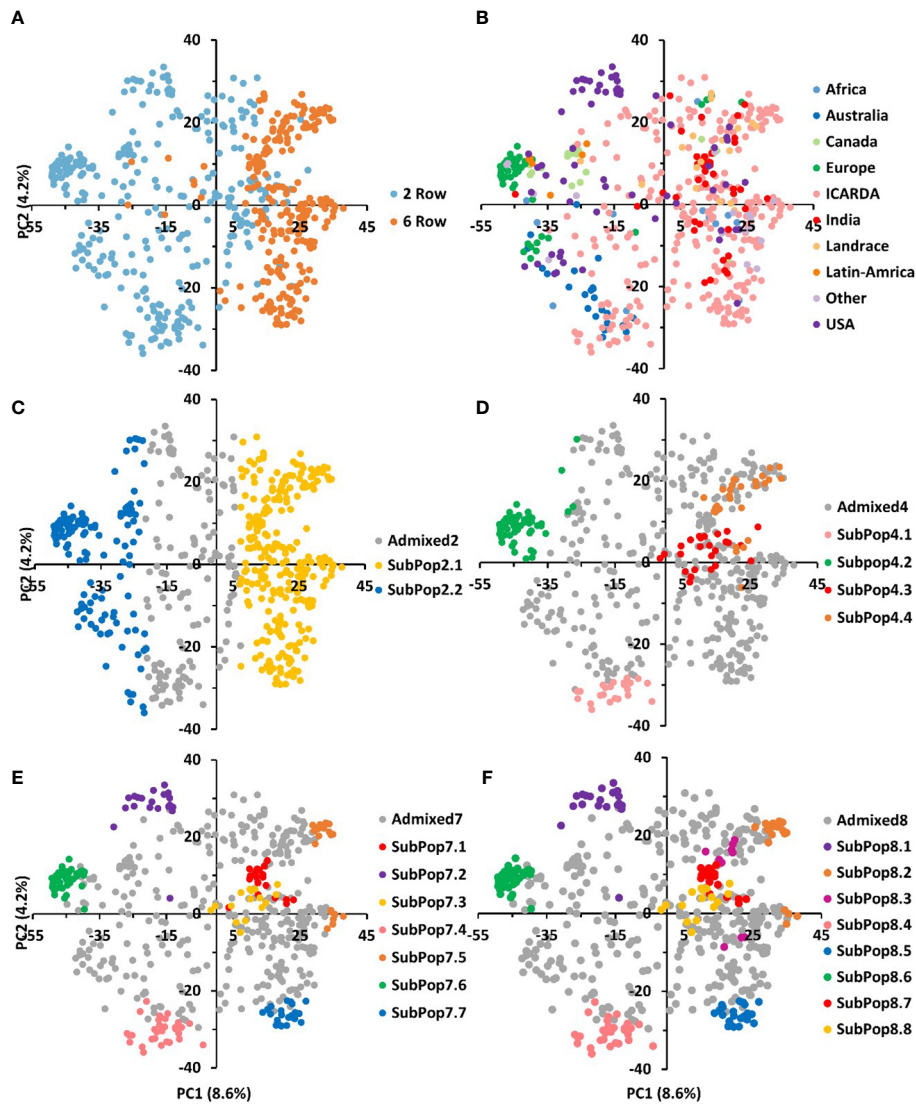 A
40
20
0
-20
-40
-55
-35
-15
5
25
45
PC2 (4.2%)
2 Row
6 Row
B
40
20
0
-20
-40
-55
-35
-15
5
25
45
Africa
Australia
Canada
Europe
ICARDA
India
Landrace
Latin-Amrica
Other
USA
C
40
20
0
-20
-40
-55
-35
-15
5
25
45
PC2 (4.2%)
Admixed2
SubPop2.1
SubPop2.2
D
40
20
0
-20
-40
-55
-35
-15
5
25
45
Admixed4
SubPop4.1
Subpop4.2
SubPop4.3
SubPop4.4
E
40
20
0
-20
-40
-55
-35
-15
5
25
45
PC2 (4.2%)
PC1 (8.6%)
Admixed7
SubPop7.1
SubPop7.2
SubPop7.3
SubPop7.4
SubPop7.5
SubPop7.6
SubPop7.7
F
40
20
0
-20
-40
-55
-35
-15
5
25
45
PC1 (8.6%)
Admixed8
SubPop8.1
SubPop8.2
SubPop8.3
SubPop8.4
SubPop8.5
SubPop8.6
SubPop8.7
SubPop8.8